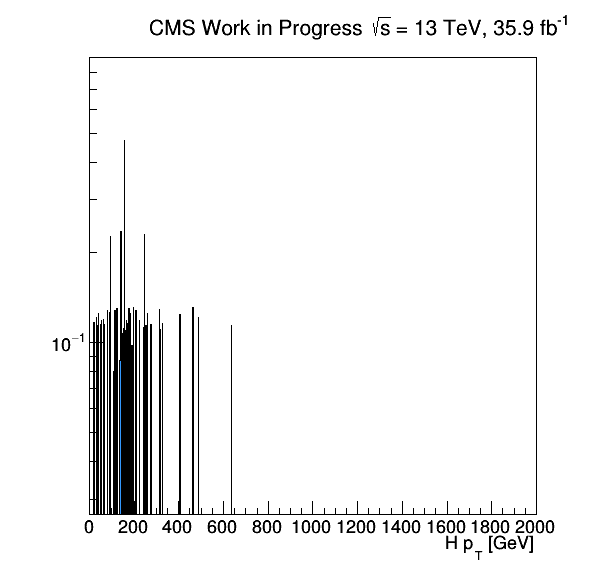 CMS Work in Progress √s = 13 TeV, 35.9 fb⁻¹
10⁻¹
0 200 400 600 800 1000 1200 1400 1600 1800 2000
H p_T [GeV]